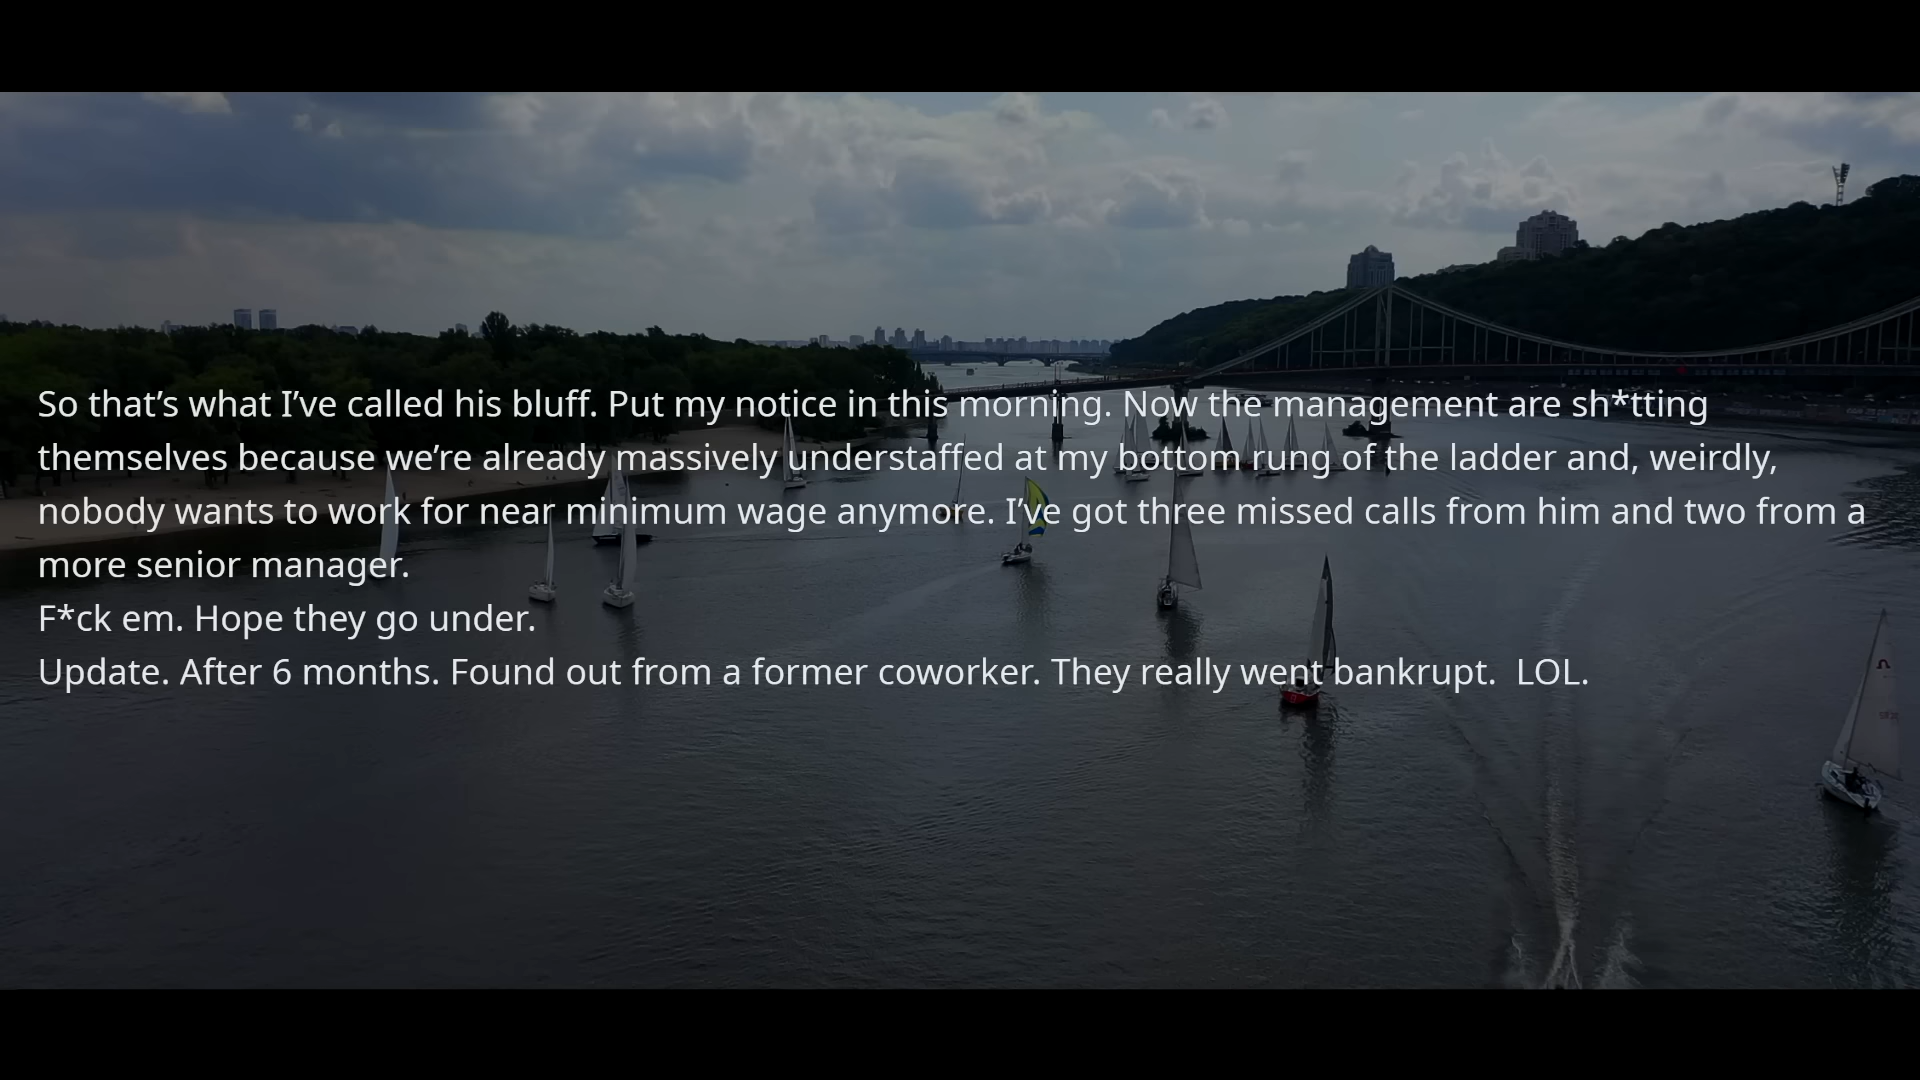 So that’s what I’ve called his bluff. Put my notice in this morning. Now the management are sh*tting
themselves because we’re already massively understaffed at my bottom rung of the ladder and, weirdly,
nobody wants to work for near minimum wage anymore. I’ve got three missed calls from him and two from a
more senior manager.
F*ck em. Hope they go under.
Update. After 6 months. Found out from a former coworker. They really went bankrupt.  LOL.